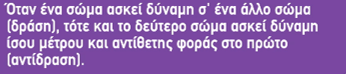 Όταν ένα σώμα ασκεί δύναμη σ' ένα άλλο σώμα
(δράση), τότε και το δεύτερο σώμα ασκεί δύναμη
ίσου μέτρου και αντίθετης φοράς στο πρώτο
(αντίδραση).